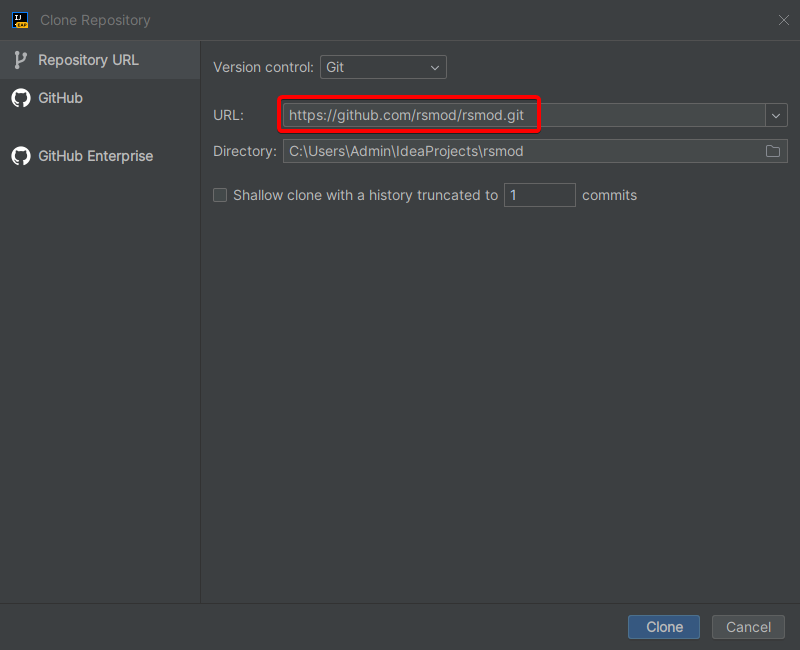 Clone Repository
Repository URL
GitHub
GitHub Enterprise
Version control: Git
URL: https://github.com/rsmod/rsmod.git
Directory: C:\Users\Admin\IdeaProjects\rsmod
Shallow clone with a history truncated to 1 commits
Clone Cancel